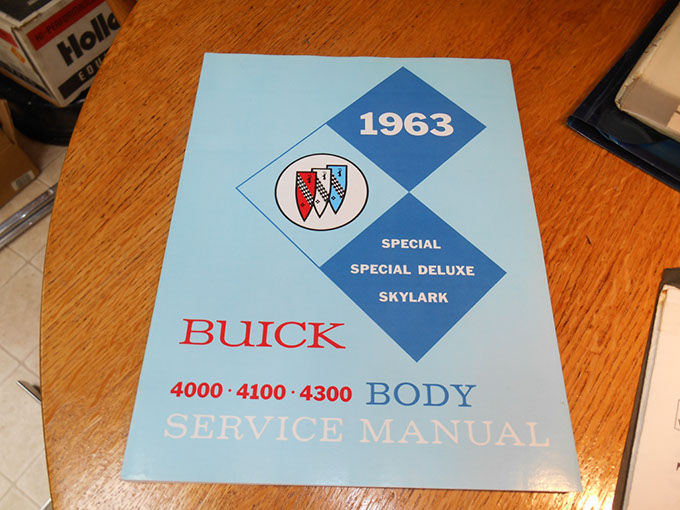 1963
SPECIAL
SPECIAL DELUXE
SKYLARK
BUICK
4000 · 4100 · 4300 BODY
SERVICE MANUAL